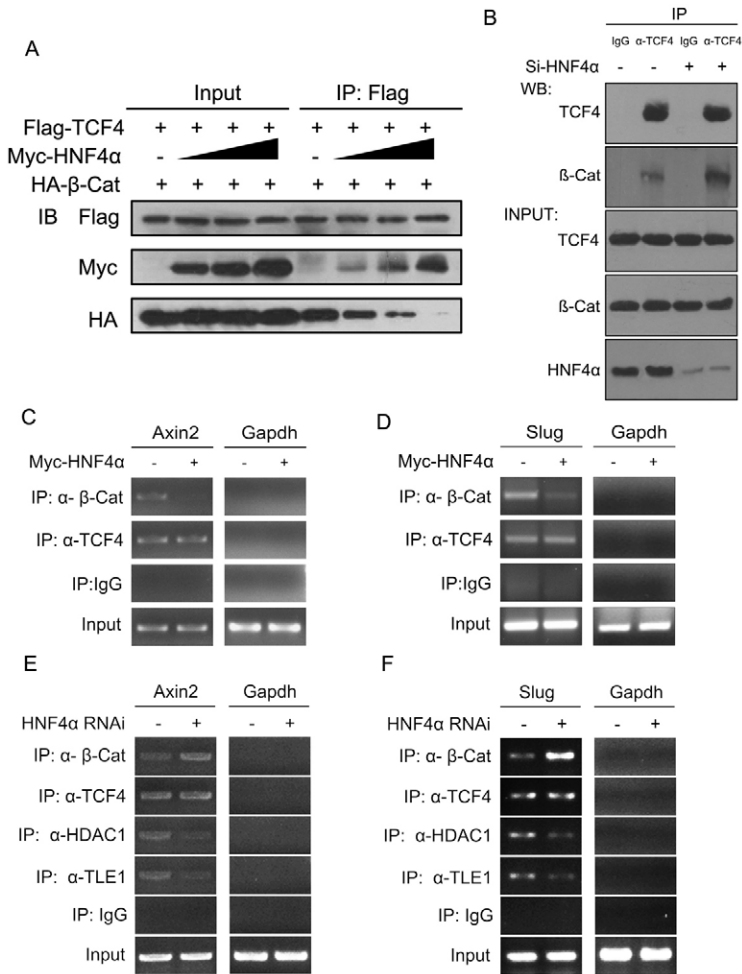 A
Input IP: Flag
Flag-TCF4 + + + + + + + +
Myc-HNF4α - -
HA-β-Cat + + + + + + + +
IB Flag
Myc
HA
B
IP
IgG α-TCF4 IgG α-TCF4
Si-HNF4α - - + +
WB:
TCF4
ß-Cat
INPUT:
TCF4
ß-Cat
HNF4α
C
Axin2 Gapdh
Myc-HNF4α - + - +
IP: α- β-Cat
IP: α-TCF4
IP:IgG
Input
D
Slug Gapdh
Myc-HNF4α - + - +
IP: α- β-Cat
IP: α-TCF4
IP:IgG
Input
E
Axin2 Gapdh
HNF4α RNAi - + - +
IP: α- β-Cat
IP: α-TCF4
IP: α-HDAC1
IP: α-TLE1
IP: IgG
Input
F
Slug Gapdh
HNF4α RNAi - + - +
IP: α- β-Cat
IP: α-TCF4
IP: α-HDAC1
IP: α-TLE1
IP: IgG
Input